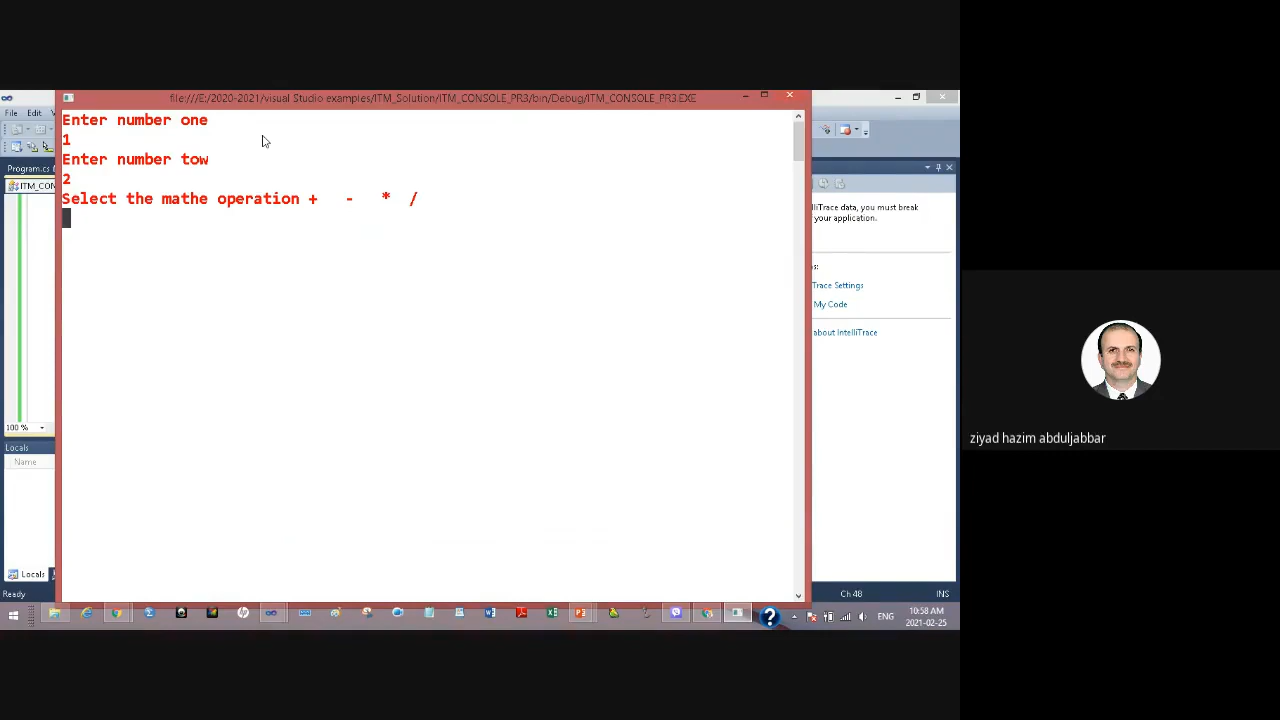 file:///E:/2020-2021/visual Studio examples/ITM_Solution/ITM_CONSOLE_PR3/bin/Debug/ITM_CONSOLE_PR3.EXE
File Edit
Enter number one
1
Enter number tow
2
Select the mathe operation + - * /
Program.cs
ITM_CON
lliTrace data, you must break
your application.
s:
Trace Settings
My Code
about IntelliTrace
100 %
Locals
Name
Locals
Ready
Ch 48
INS
ENG
10:58 AM
2021-02-25
ziyad hazim abduljabbar